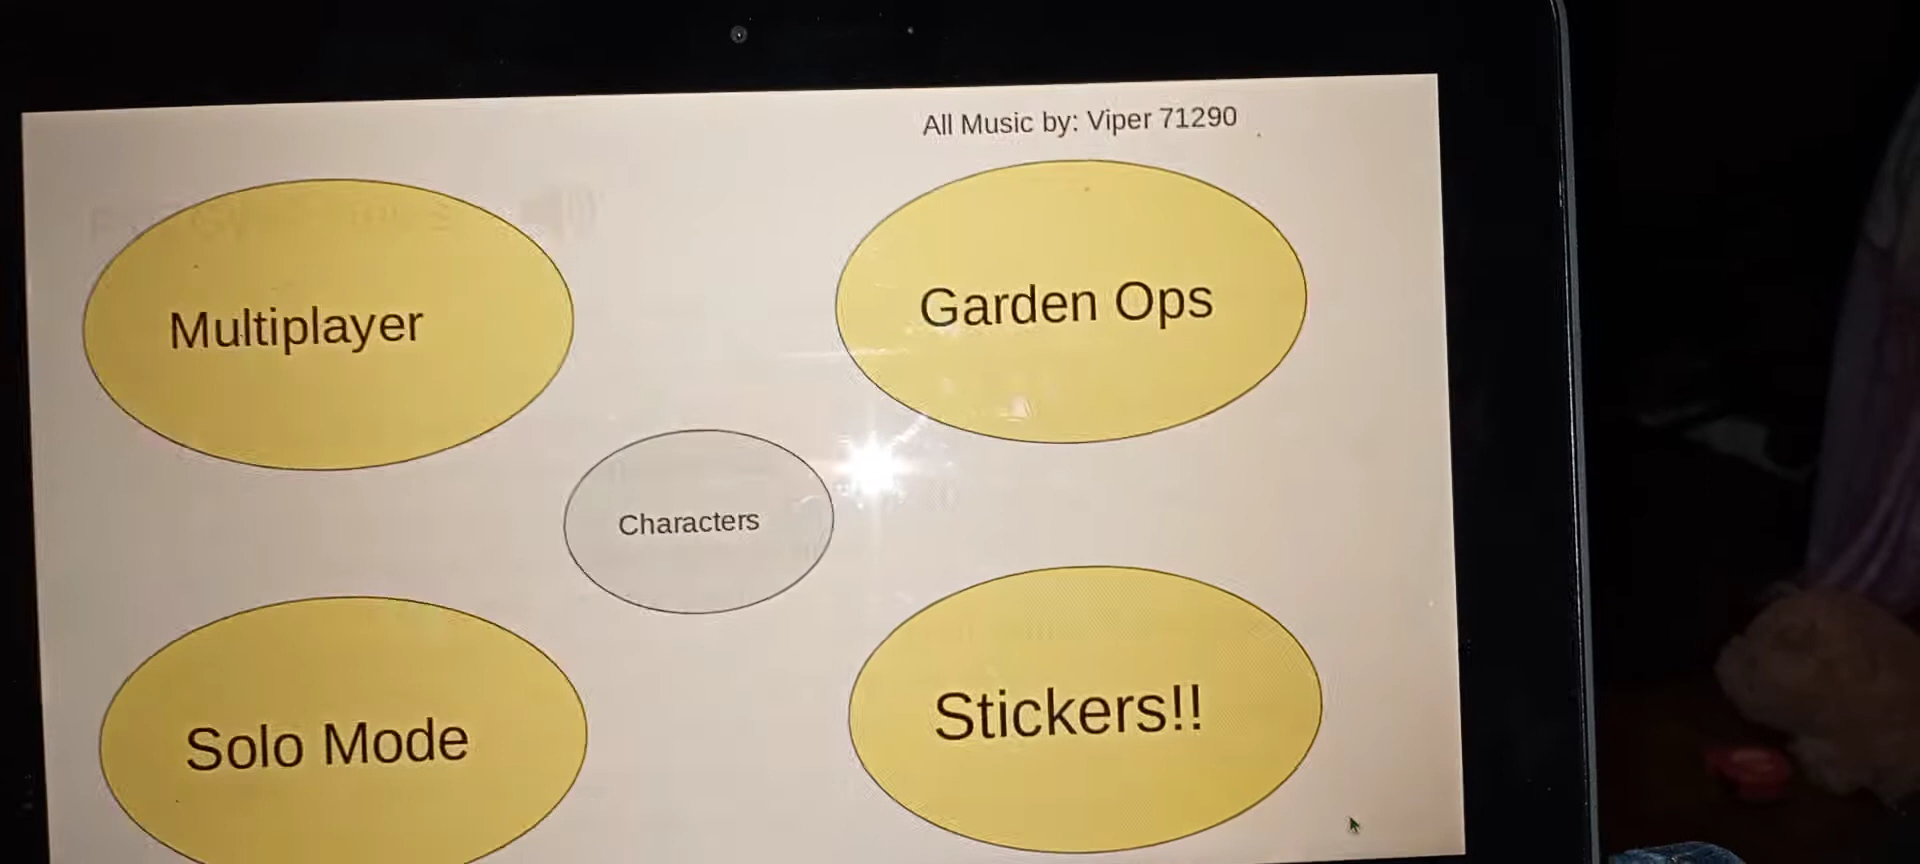 All Music by: Viper 71290
Multiplayer
Garden Ops
Characters
Solo Mode
Stickers!!